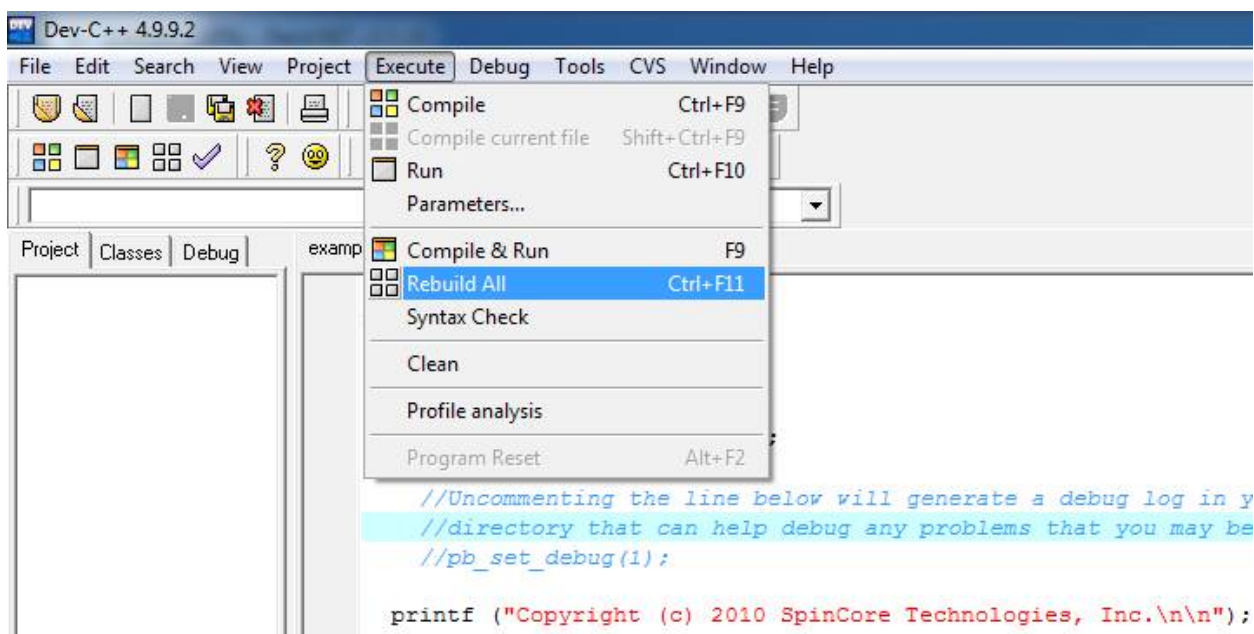 Dev-C++ 4.9.9.2
File Edit Search View Project Execute Debug Tools CVS Window Help
Compile Ctrl+F9
Compile current file Shift+Ctrl+F9
Run Ctrl+F10
Parameters...
Project Classes Debug examp
Compile & Run F9
Rebuild All Ctrl+F11
Syntax Check
Clean
Profile analysis
;
Program Reset Alt+F2
//Uncommenting the line below will generate a debug log in y
//directory that can help debug any problems that you may be
//pb_set_debug(1);
printf ("Copyright (c) 2010 SpinCore Technologies, Inc.\n\n");